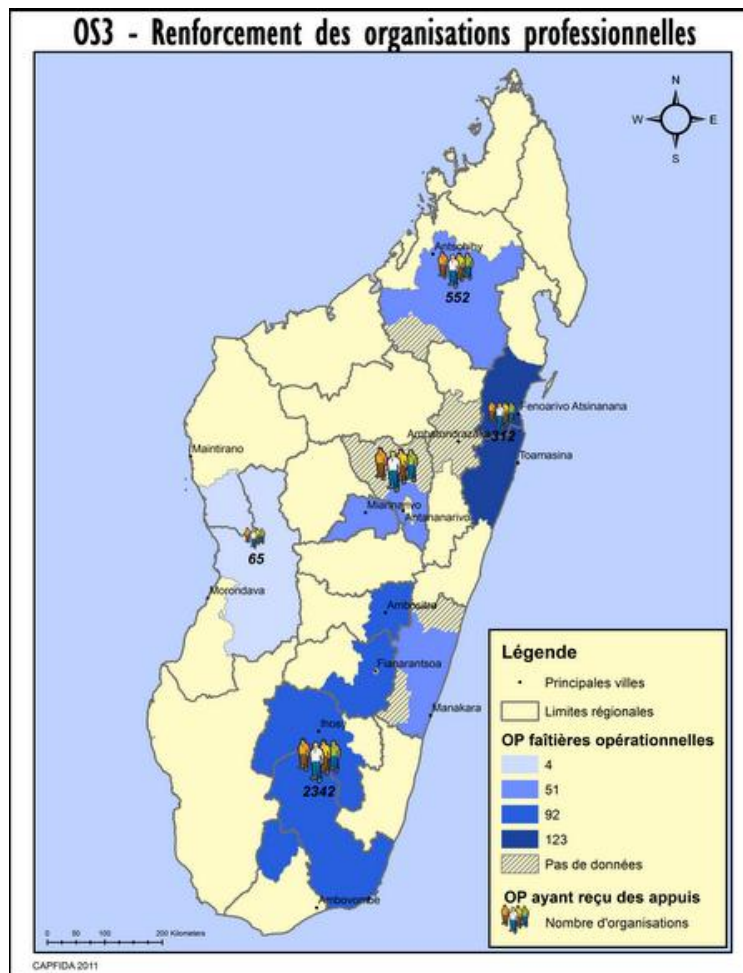 OS3 - Renforcement des organisations professionnelles
N
W E
S
Antsohihy
552
Fenoarivo Atsinanana
312
Ambatondrazaka
Toamasina
Maintirano
Miarinarivo
Antananarivo
65
Morondava
Ambositra
Fianarantsoa
Manakara
Ihosy
2342
Ambovombe
Légende
Principales villes
Limites régionales
OP faîtières opérationnelles
4
51
92
123
Pas de données
OP ayant reçu des appuis
Nombre d'organisations
0 50 100 200 Kilometers
CAPFIDA 2011